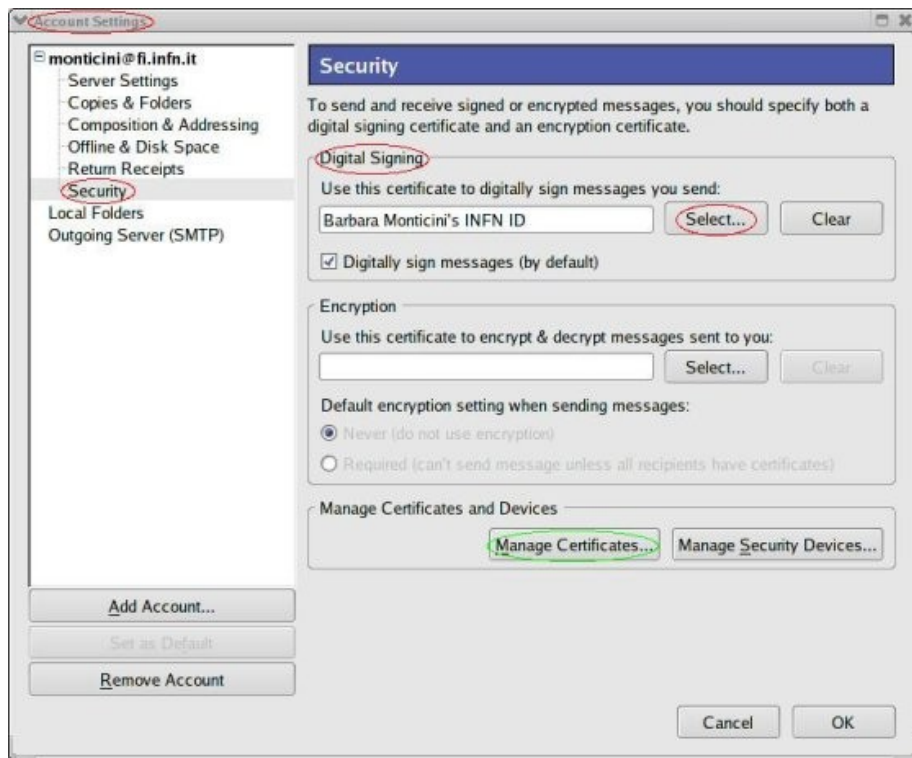 Account Settings
monticini@fi.infn.it
Server Settings
Copies & Folders
Composition & Addressing
Offline & Disk Space
Return Receipts
Security
Local Folders
Outgoing Server (SMTP)
Add Account...
Set as Default
Remove Account
Security
To send and receive signed or encrypted messages, you should specify both a
digital signing certificate and an encryption certificate.
Digital Signing
Use this certificate to digitally sign messages you send:
Barbara Monticini's INFN ID
Select...
Clear
Digitally sign messages (by default)
Encryption
Use this certificate to encrypt & decrypt messages sent to you:
Select...
Clear
Default encryption setting when sending messages:
Never (do not use encryption)
Required (can't send message unless all recipients have certificates)
Manage Certificates and Devices
Manage Certificates...
Manage Security Devices...
Cancel
OK